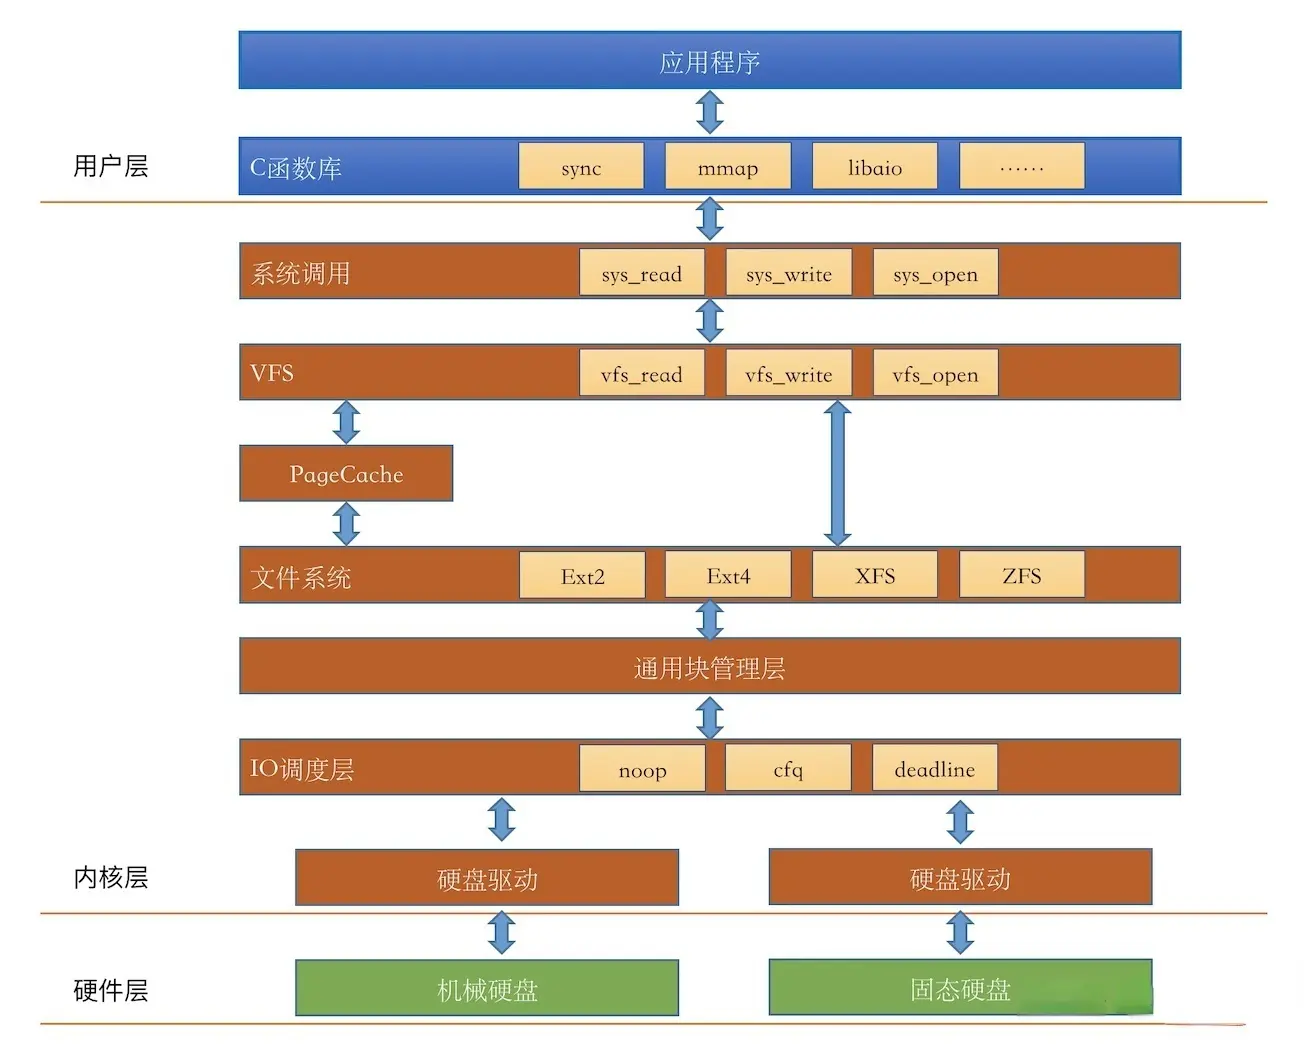 应用程序
用户层
C函数库 sync mmap libaio ······
系统调用 sys_read sys_write sys_open
VFS vfs_read vfs_write vfs_open
PageCache
文件系统 Ext2 Ext4 XFS ZFS
通用块管理层
IO调度层 noop cfq deadline
内核层
硬盘驱动 硬盘驱动
硬件层
机械硬盘 固态硬盘